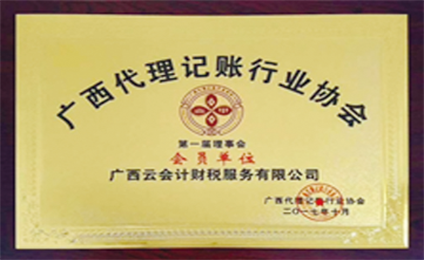 广西代理记账行业协会
第一届理事会
会员单位
广西云会计财税服务有限公司
广西代理记账行业协会
二〇一七年十月